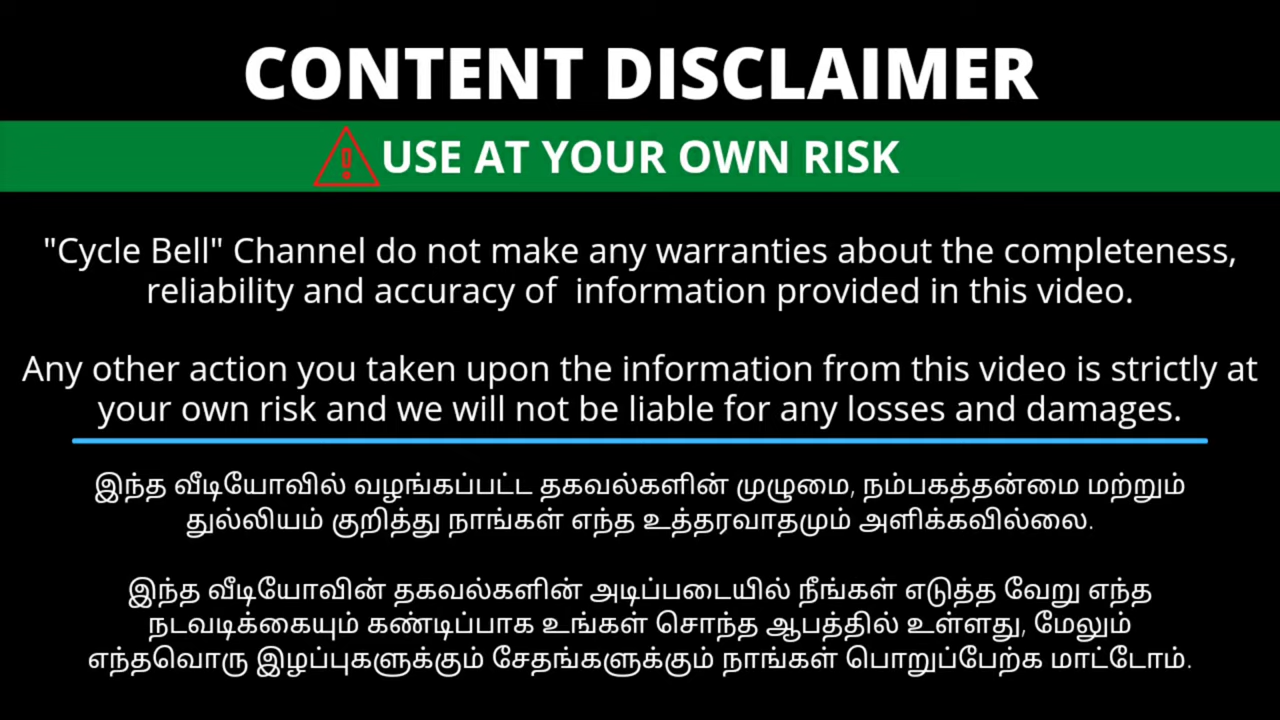 CONTENT DISCLAIMER
USE AT YOUR OWN RISK
"Cycle Bell" Channel do not make any warranties about the completeness,
reliability and accuracy of  information provided in this video.
Any other action you taken upon the information from this video is strictly at
your own risk and we will not be liable for any losses and damages.
இந்த வீடியோவில் வழங்கப்பட்ட தகவல்களின் முழுமை, நம்பகத்தன்மை மற்றும்
துல்லியம் குறித்து நாங்கள் எந்த உத்தரவாதமும் அளிக்கவில்லை.
இந்த வீடியோவின் தகவல்களின் அடிப்படையில் நீங்கள் எடுத்த வேறு எந்த
நடவடிக்கையும் கண்டிப்பாக உங்கள் சொந்த ஆபத்தில் உள்ளது, மேலும்
எந்தவொரு இழப்புகளுக்கும் சேதங்களுக்கும் நாங்கள் பொறுப்பேற்க மாட்டோம்.